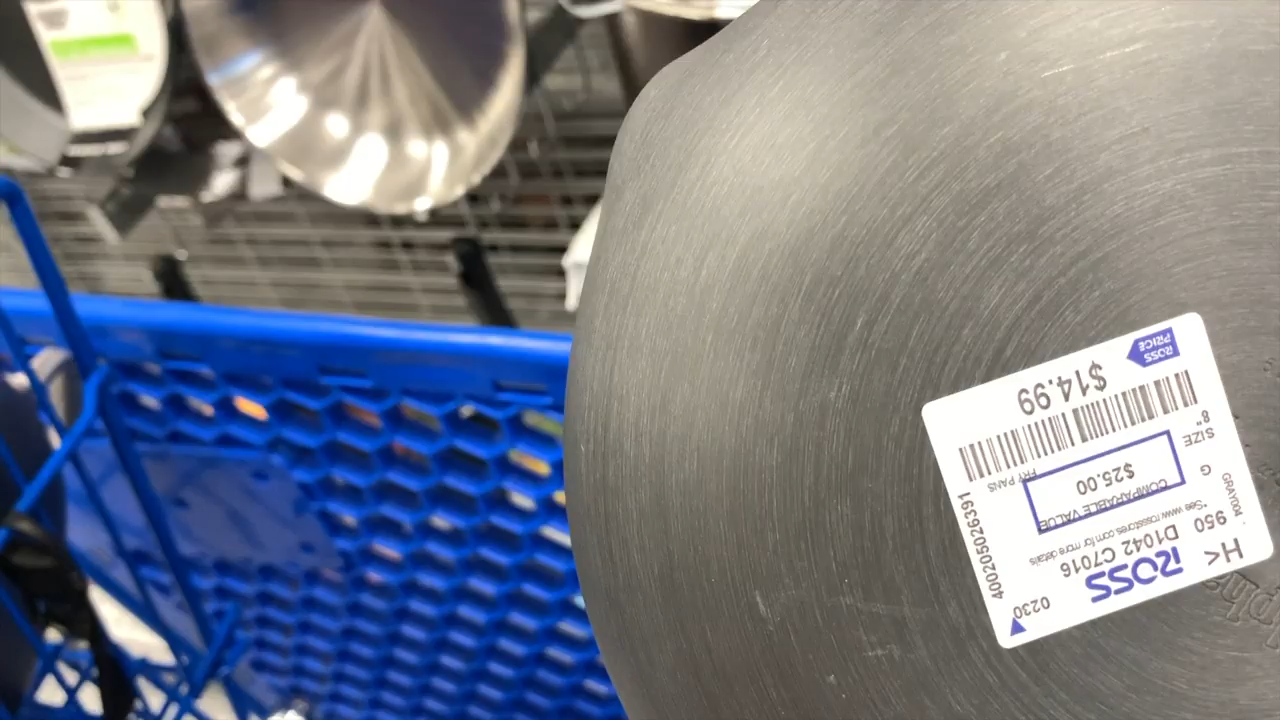 ROSS
0230
H<
D1042 C7016
950
*See www.rossstores.com for more details
GRAY004
COMPARABLE VALUE
$25.00
G
SIZE
8"
FRY PANS
400205026391
$14.99
ROSS
PRICE